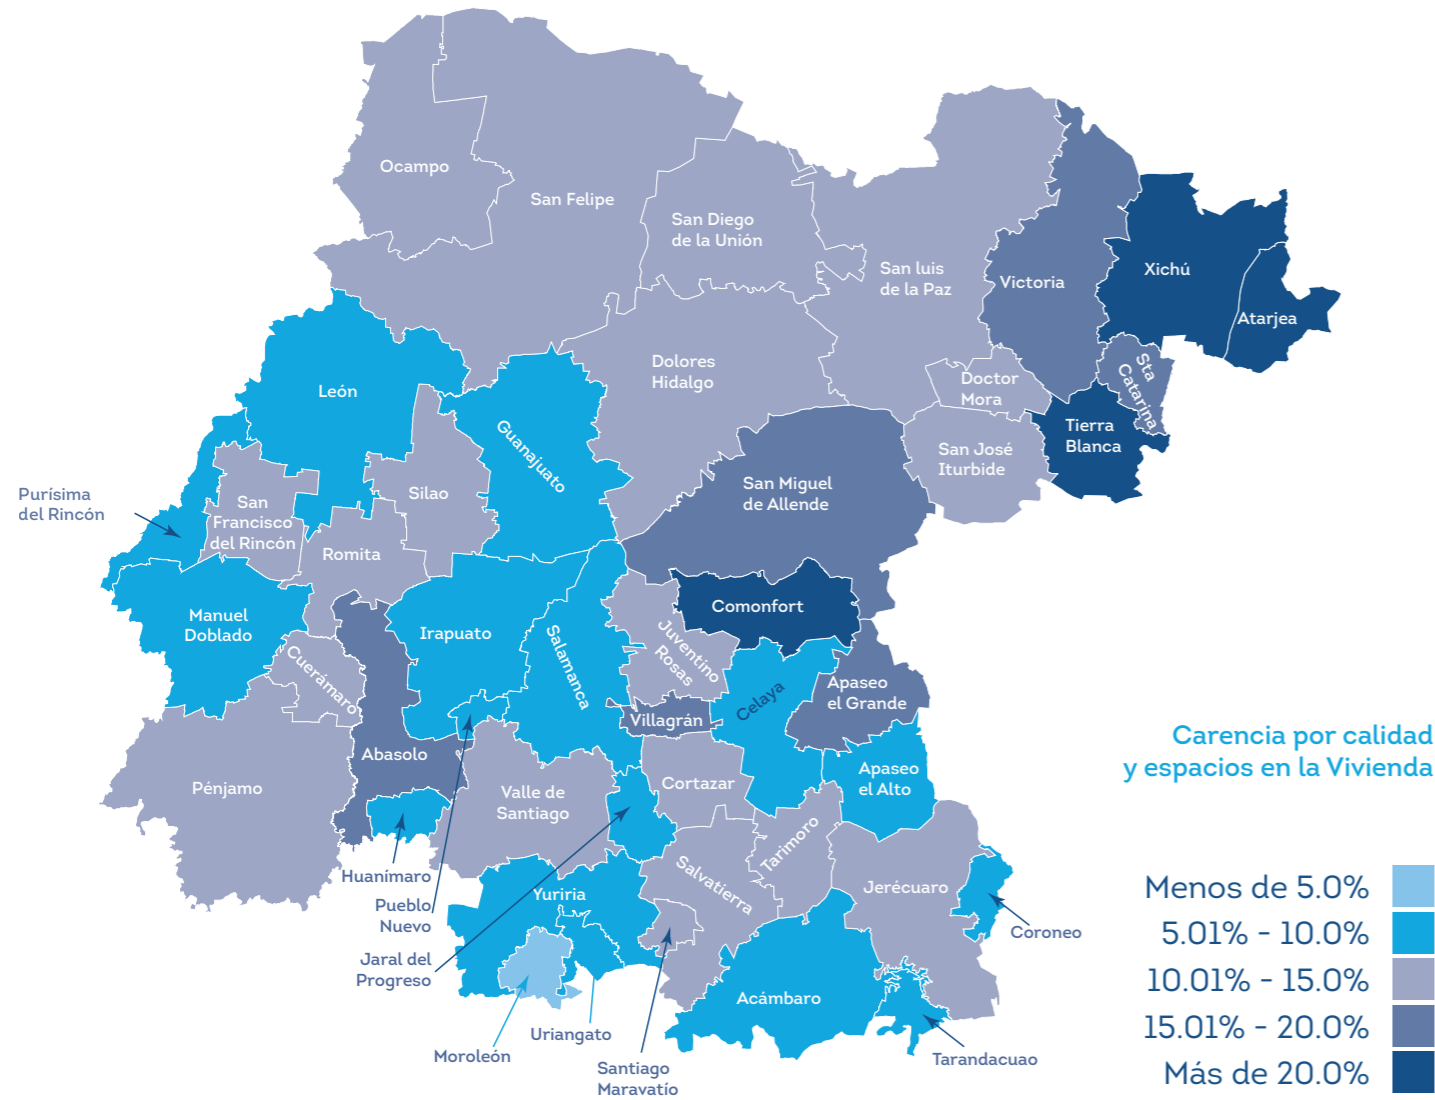 Ocampo
San Felipe
San Diego
de la Unión
San luis
de la Paz
Victoria
Xichú
Atarjea
Sta
Catarina
Doctor
Mora
Tierra
Blanca
San José
Iturbide
Dolores
Hidalgo
León
Guanajuato
Silao
San
Francisco
del Rincón
Purísima
del Rincón
Romita
San Miguel
de Allende
Manuel
Doblado
Irapuato
Salamanca
Juventino
Rosas
Comonfort
Celaya
Apaseo
el Grande
Cuerámaro
Villagrán
Abasolo
Pénjamo
Valle de
Santiago
Cortazar
Apaseo
el Alto
Tarimoro
Salvatierra
Jerécuaro
Huanímaro
Pueblo
Nuevo
Yuriria
Jaral del
Progreso
Coroneo
Acámbaro
Moroleón
Uriangato
Santiago
Maravatío
Tarandacuao
Carencia por calidad
y espacios en la Vivienda
Menos de 5.0%
5.01% - 10.0%
10.01% - 15.0%
15.01% - 20.0%
Más de 20.0%